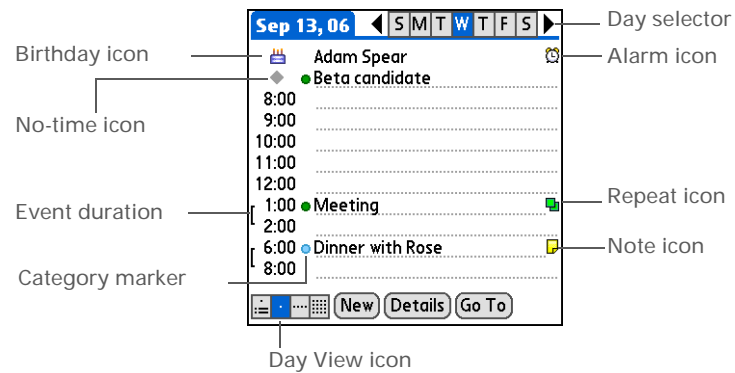 Sep 13, 06 S M T W T F S Day selector
Birthday icon Adam Spear Alarm icon
Beta candidate
8:00
No-time icon 9:00
10:00
11:00
12:00
Event duration 1:00 Meeting Repeat icon
2:00
6:00 Dinner with Rose Note icon
Category marker 8:00
New Details Go To
Day View icon